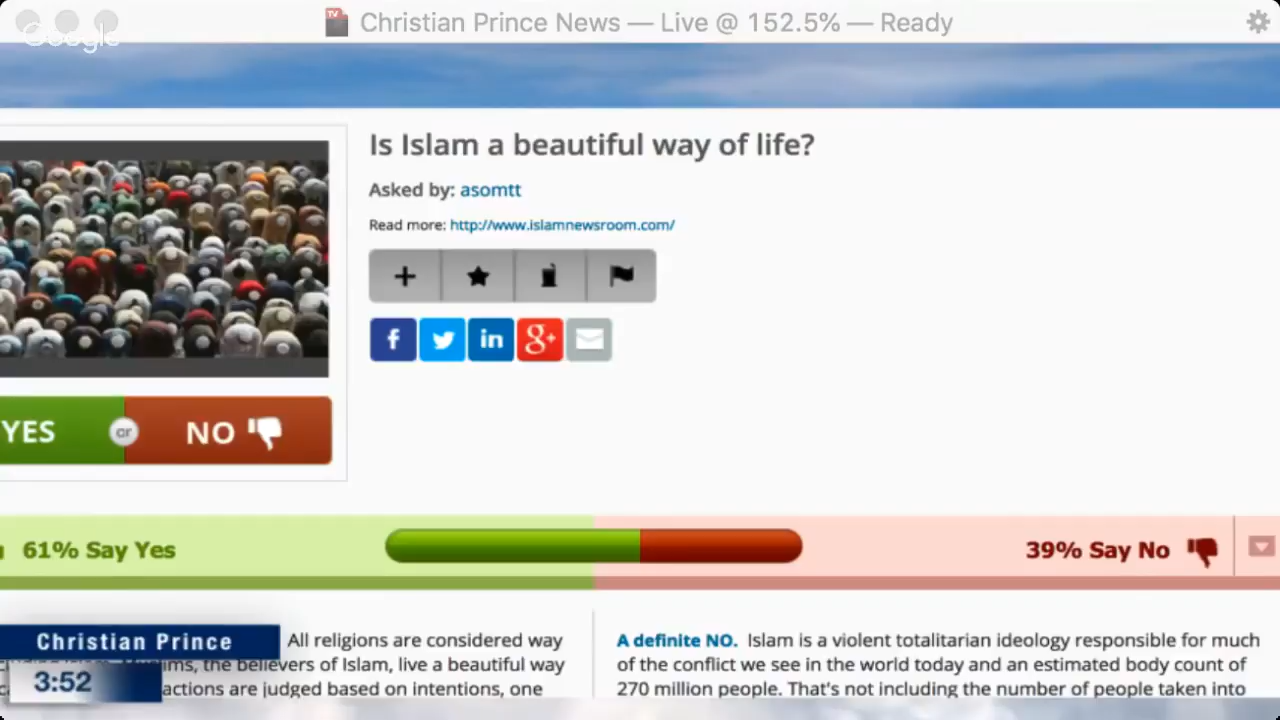 Christian Prince News — Live @ 152.5% — Ready
Google
TV
Is Islam a beautiful way of life?
Asked by: asomtt
Read more: http://www.islamnewsroom.com/
f in g+
YES or NO
61% Say Yes
39% Say No
All religions are considered way
the believers of Islam, live a beautiful way
actions are judged based on intentions, one
A definite NO. Islam is a violent totalitarian ideology responsible for much
of the conflict we see in the world today and an estimated body count of
270 million people. That's not including the number of people taken into
Christian Prince
3:52